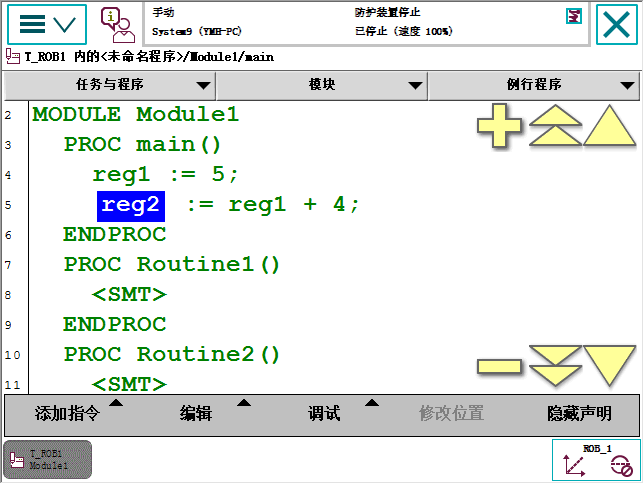 手动
防护装置停止
System9 (YMH-PC)
已停止 (速度 100%)
T_ROB1 内的<未命名程序>/Module1/main
任务与程序
模块
例行程序
2 MODULE Module1
3 PROC main()
4 reg1 := 5;
5 reg2 := reg1 + 4;
6 ENDPROC
7 PROC Routine1()
8 <SMT>
9 ENDPROC
10 PROC Routine2()
11 <SMT>
添加指令
编辑
调试
修改位置
隐藏声明
T_ROB1
Module1
ROB_1